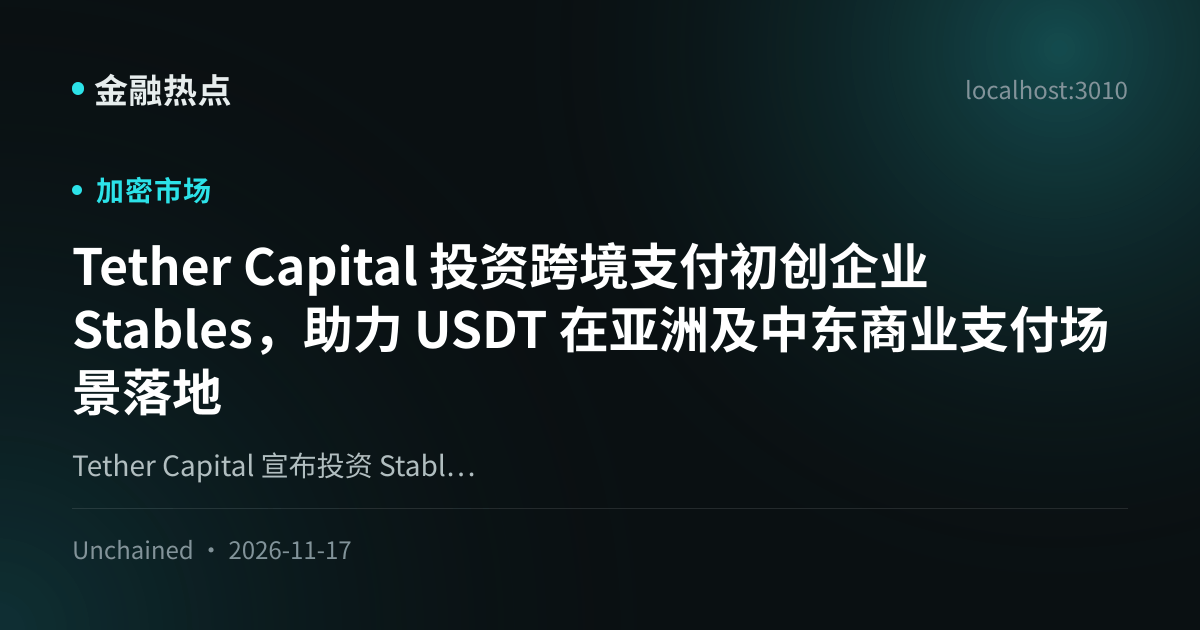 金融热点
localhost:3010
加密市场
Tether Capital 投资跨境支付初创企业
Stables，助力 USDT 在亚洲及中东商业支付场
景落地
Tether Capital 宣布投资 Stabl…
Unchained · 2026-11-17